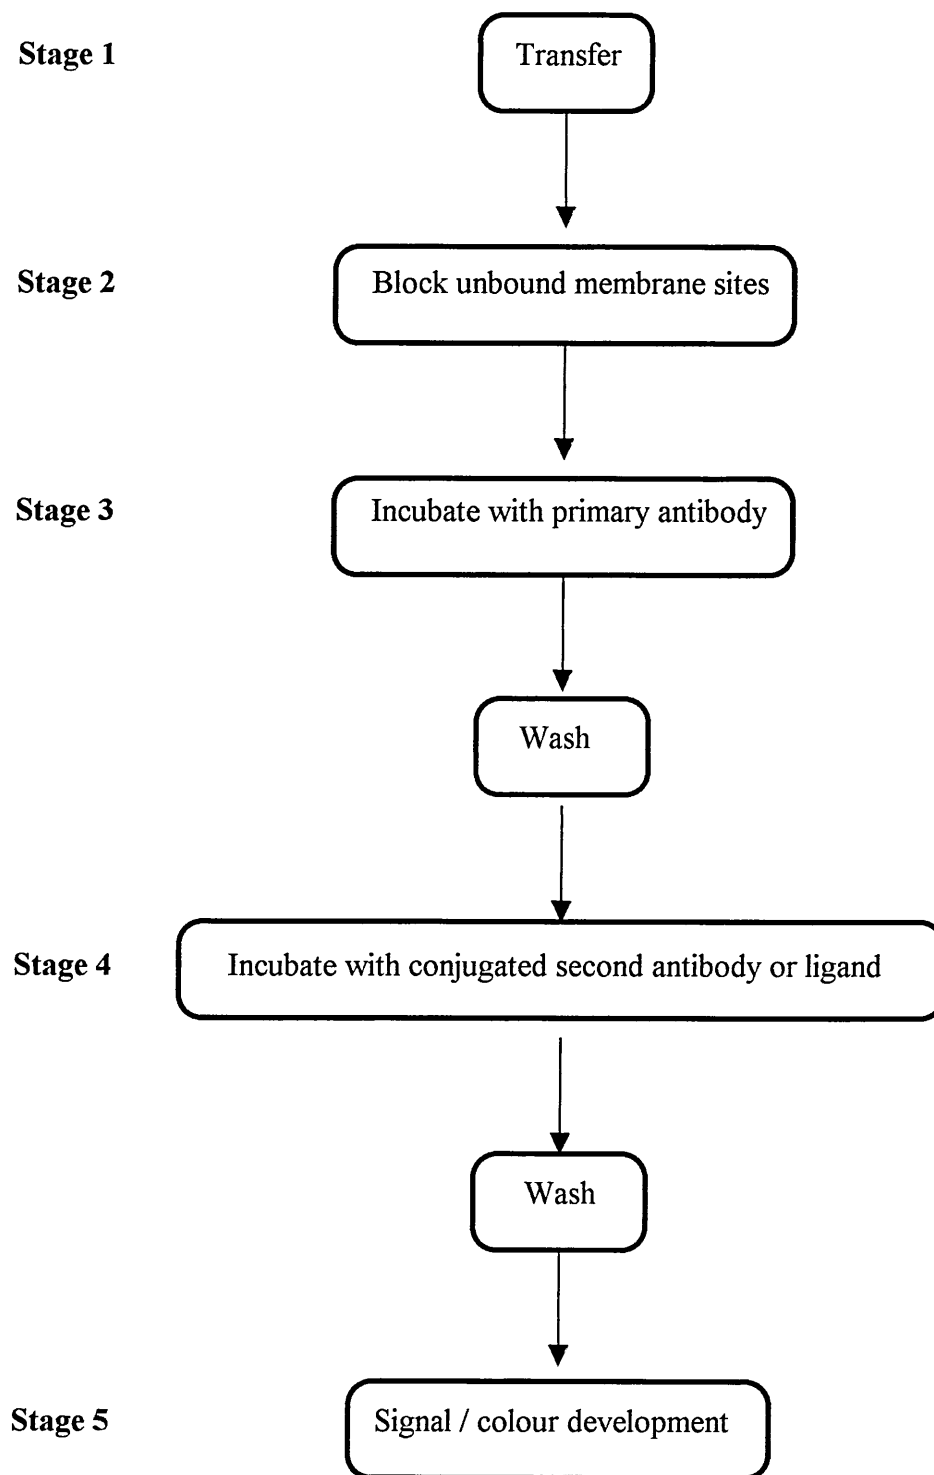 Stage 1
Transfer
Stage 2
Block unbound membrane sites
Stage 3
Incubate with primary antibody
Wash
Stage 4
Incubate with conjugated second antibody or ligand
Wash
Stage 5
Signal / colour development